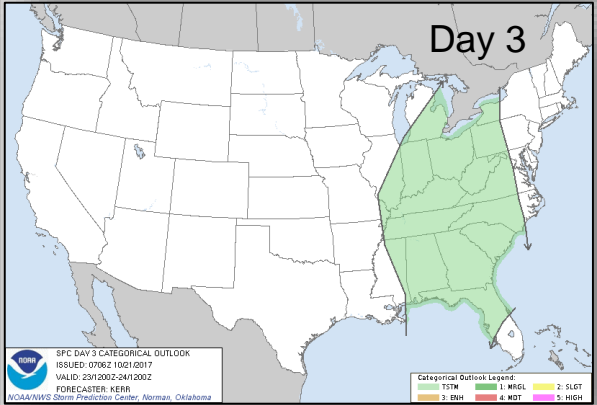 Day 3
SPC DAY 3 CATEGORICAL OUTLOOK
ISSUED: 0706Z 10/21/2017
VALID: 23/1200Z-24/1200Z
FORECASTER: KERR
NOAA/NWS Storm Prediction Center, Norman, Oklahoma
NOAA
Categorical Outlook Legend:
TSTM 1: MRGL 2: SLGT
3: ENH 4: MDT 5: HIGH